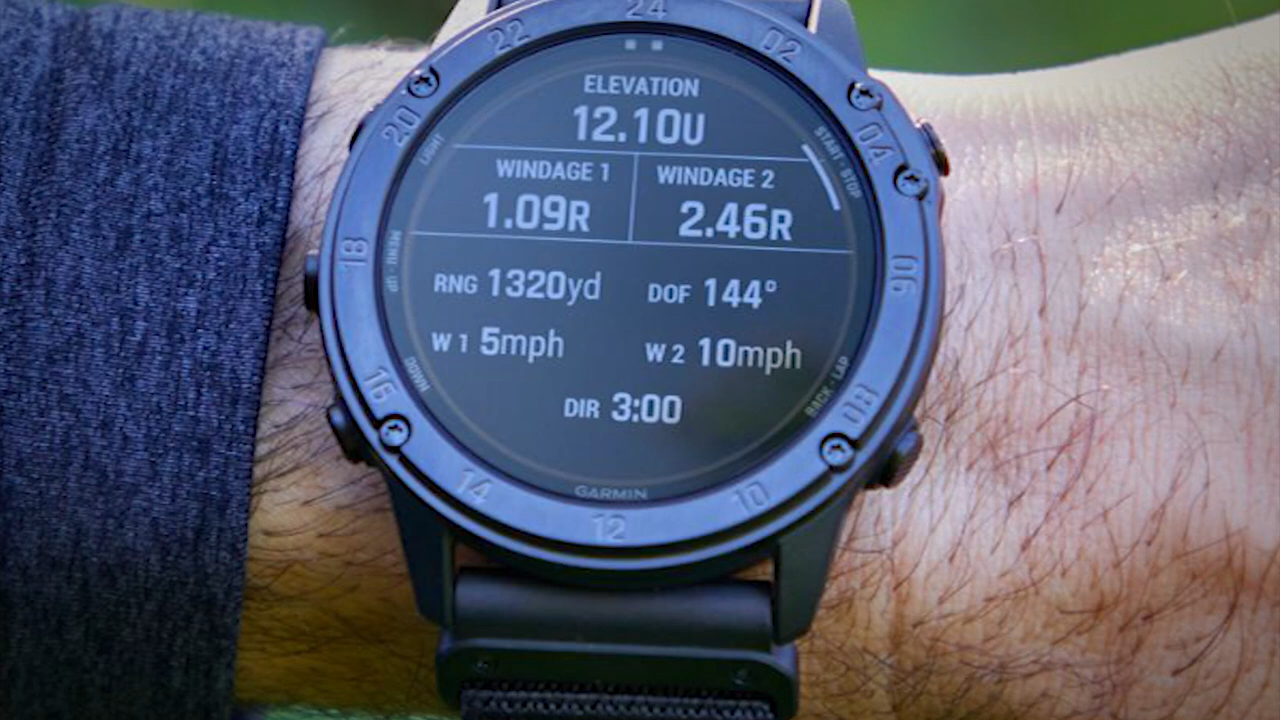 24
22
02
20
04
18
06
16
08
14
10
12
LIGHT
START·STOP
UP·MENU
DOWN
BACK·LAP
ELEVATION
12.10U
WINDAGE 1 WINDAGE 2
1.09R 2.46R
RNG 1320yd DOF 144°
W 1 5mph W 2 10mph
DIR 3:00
GARMIN